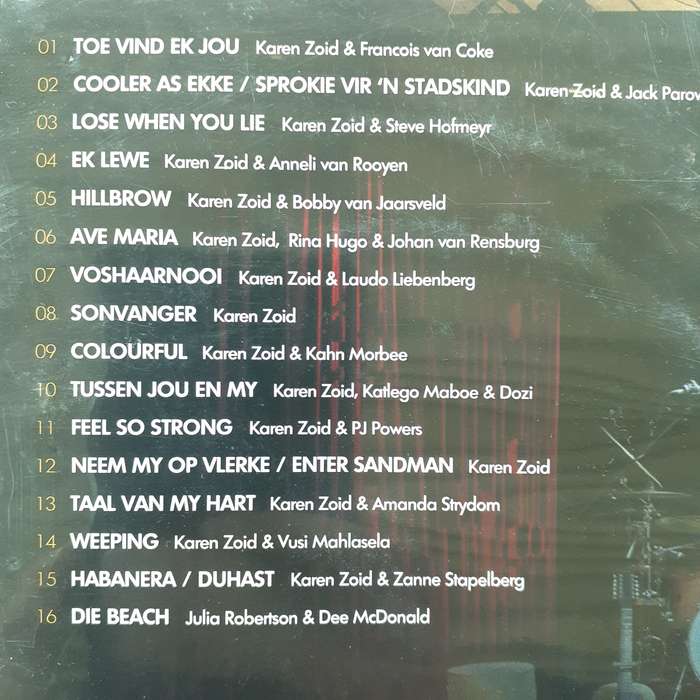 01 TOE VIND EK JOU Karen Zoid & Francois van Coke
02 COOLER AS EKKE / SPROKIE VIR 'N STADSKIND Karen Zoid & Jack
03 LOSE WHEN YOU LIE Karen Zoid & Steve Hofmeyr
04 EK LEWE Karen Zoid & Anneli van Rooyen
05 HILLBROW Karen Zoid & Bobby van Jaarsveld
06 AVE MARIA Karen Zoid, Rina Hugo & Johan van Rensburg
07 VOSHAARNOOI Karen Zoid & Laudo Liebenberg
08 SONVANGER Karen Zoid
09 COLOURFUL Karen Zoid & Kahn Morbee
10 TUSSEN JOU EN MY Karen Zoid, Katlego Maboe & Dozi
11 FEEL SO STRONG Karen Zoid & PJ Powers
12 NEEM MY OP VLERKE / ENTER SANDMAN Karen Zoid
13 TAAL VAN MY HART Karen Zoid & Amanda Strydom
14 WEEPING Karen Zoid & Vusi Mahlasela
15 HABANERA / DUHAST Karen Zoid & Zanne Stapelberg
16 DIE BEACH Julia Robertson & Dee McDonald